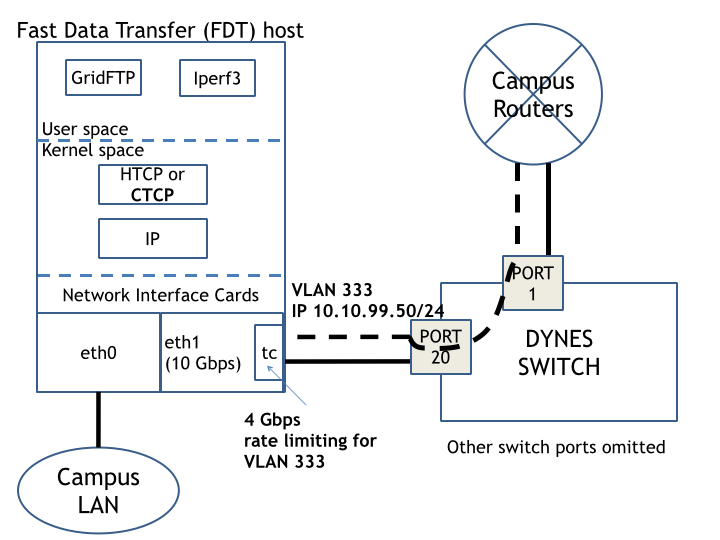 Fast Data Transfer (FDT) host
GridFTP
Iperf3
User space
Kernel space
HTCP or
CTCP
IP
Network Interface Cards
eth0
eth1
(10 Gbps)
tc
Campus
LAN
4 Gbps
rate limiting for
VLAN 333
VLAN 333
IP 10.10.99.50/24
Campus
Routers
PORT
1
PORT
20
DYNES
SWITCH
Other switch ports omitted